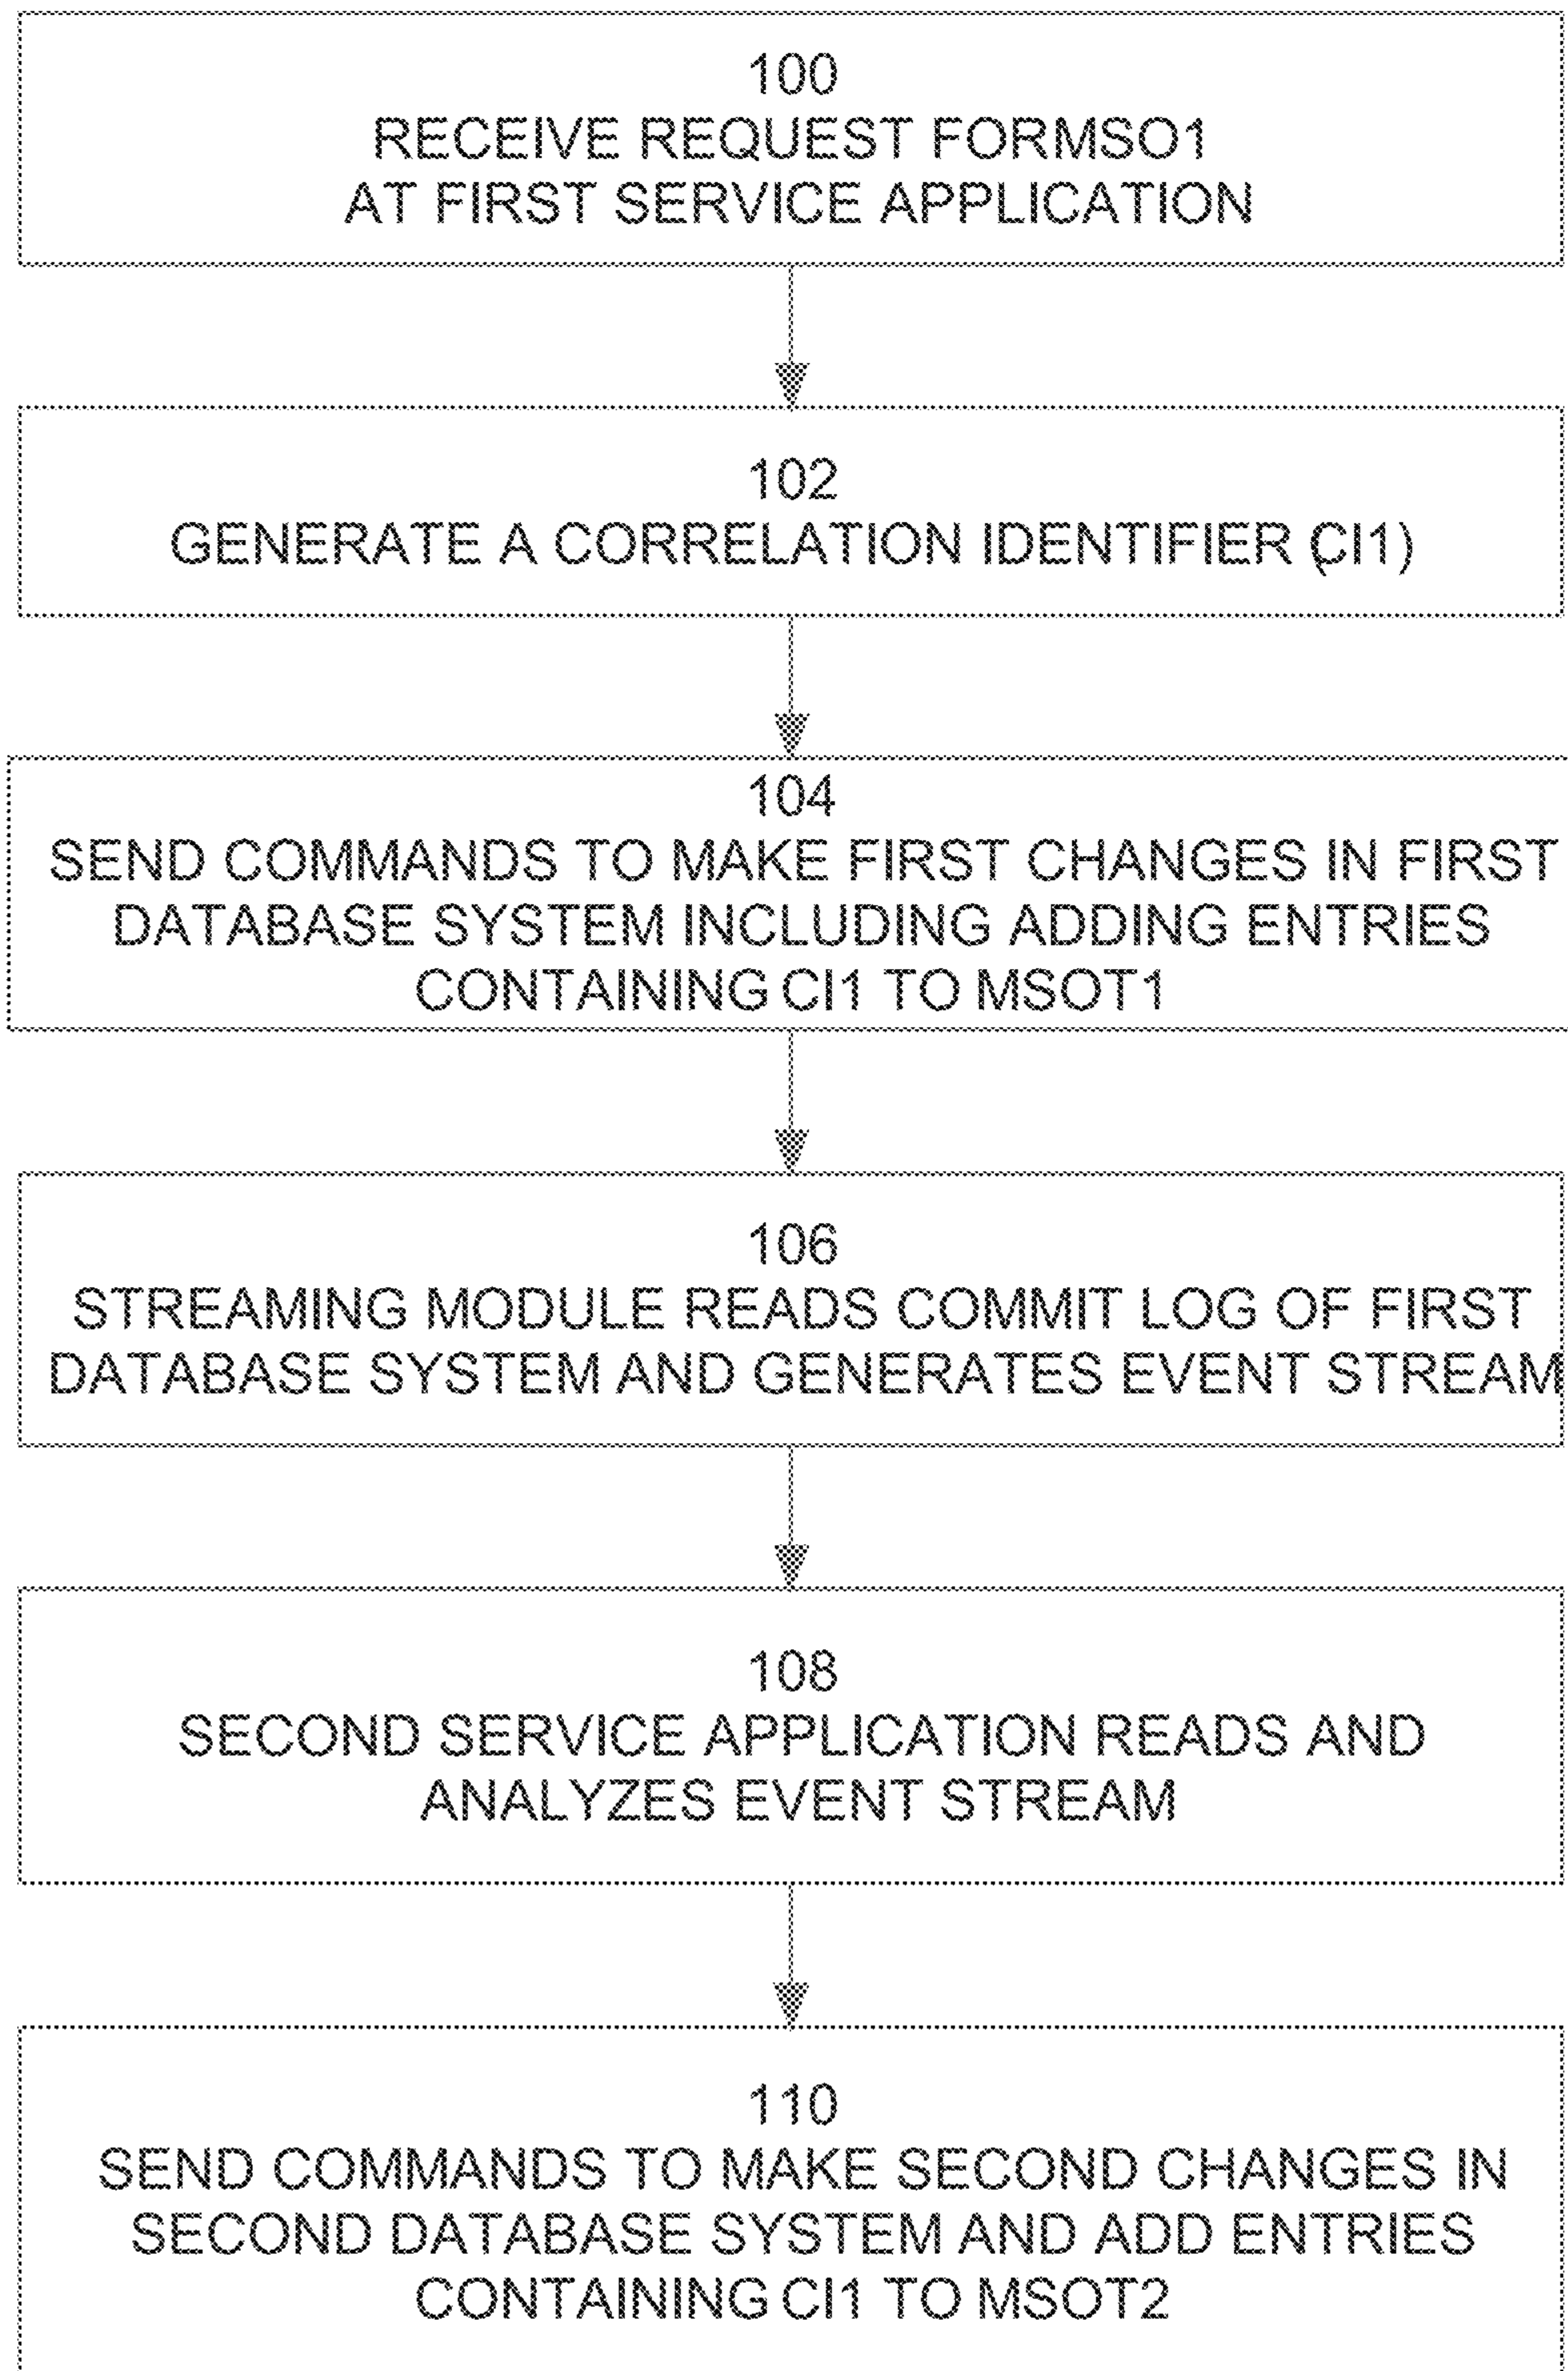 100
RECEIVE REQUEST FORMSO1
AT FIRST SERVICE APPLICATION
102
GENERATE A CORRELATION IDENTIFIER (CI1)
104
SEND COMMANDS TO MAKE FIRST CHANGES IN FIRST
DATABASE SYSTEM INCLUDING ADDING ENTRIES
CONTAINING CI1 TO MSOT1
106
STREAMING MODULE READS COMMIT LOG OF FIRST
DATABASE SYSTEM AND GENERATES EVENT STREAM
108
SECOND SERVICE APPLICATION READS AND
ANALYZES EVENT STREAM
110
SEND COMMANDS TO MAKE SECOND CHANGES IN
SECOND DATABASE SYSTEM AND ADD ENTRIES
CONTAINING CI1 TO MSOT2